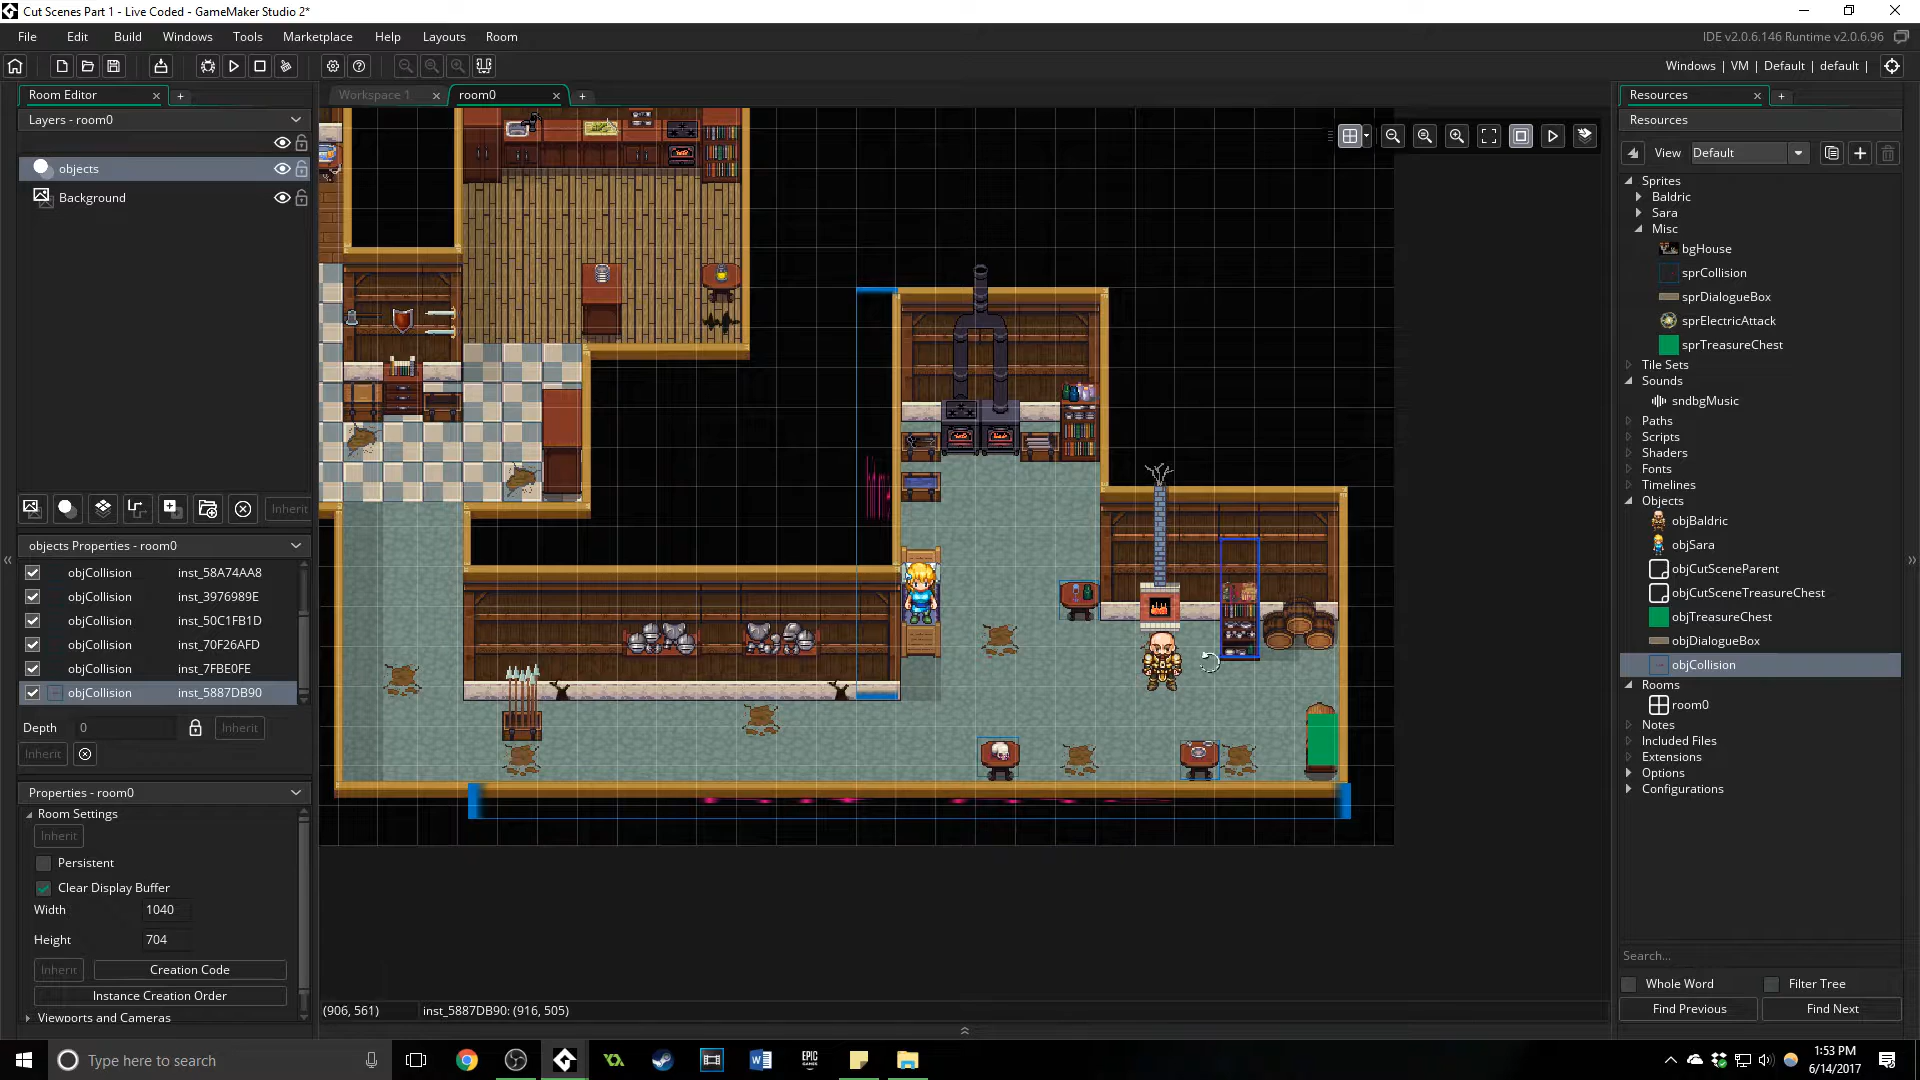 Cut Scenes Part 1 - Live Coded - GameMaker Studio 2*
File Edit Build Windows Tools Marketplace Help Layouts Room
IDE v2.0.6.146 Runtime v2.0.6.96
Windows | VM | Default | default |
Room Editor
Workspace 1
room0
Resources
Layers - room0
Resources
View Default
objects
Background
Sprites
Baldric
Sara
Misc
bgHouse
sprCollision
sprDialogueBox
sprElectricAttack
sprTreasureChest
Tile Sets
Sounds
sndbgMusic
Paths
Scripts
Shaders
Fonts
Timelines
Objects
objBaldric
objSara
objCutSceneParent
objCutSceneTreasureChest
objTreasureChest
objDialogueBox
objCollision
Rooms
room0
Notes
Included Files
Extensions
Options
Configurations
Inherit
objects Properties - room0
objCollision inst_58A74AA8
objCollision inst_3976989E
objCollision inst_50C1FB1D
objCollision inst_70F26AFD
objCollision inst_7FBE0FE
objCollision inst_5887DB90
Depth 0 Inherit
Inherit
Properties - room0
Room Settings
Inherit
Persistent
Clear Display Buffer
Width 1040
Height 704
Inherit Creation Code
Instance Creation Order
Viewports and Cameras
(906, 561) inst_5887DB90: (916, 505)
Search...
Whole Word Filter Tree
Find Previous Find Next
Type here to search
EPIC
GAMES
1:53 PM
6/14/2017